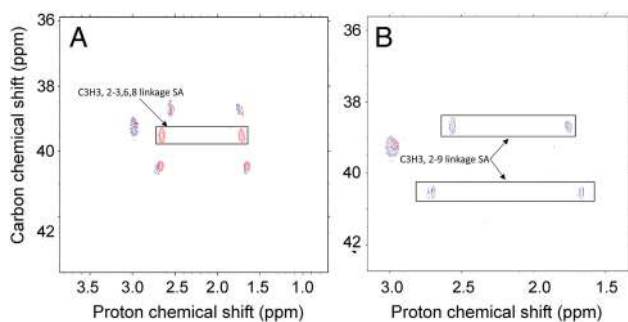 A
B
36
38
40
42
Carbon chemical shift (ppm)
C3H3, 2-3,6,8 linkage SA
3.5 3.0 2.5 2.0 1.5 1.0
Proton chemical shift (ppm)
36
38
40
42
C3H3, 2-9 linkage SA
3.0 2.5 2.0 1.5
Proton chemical shift (ppm)